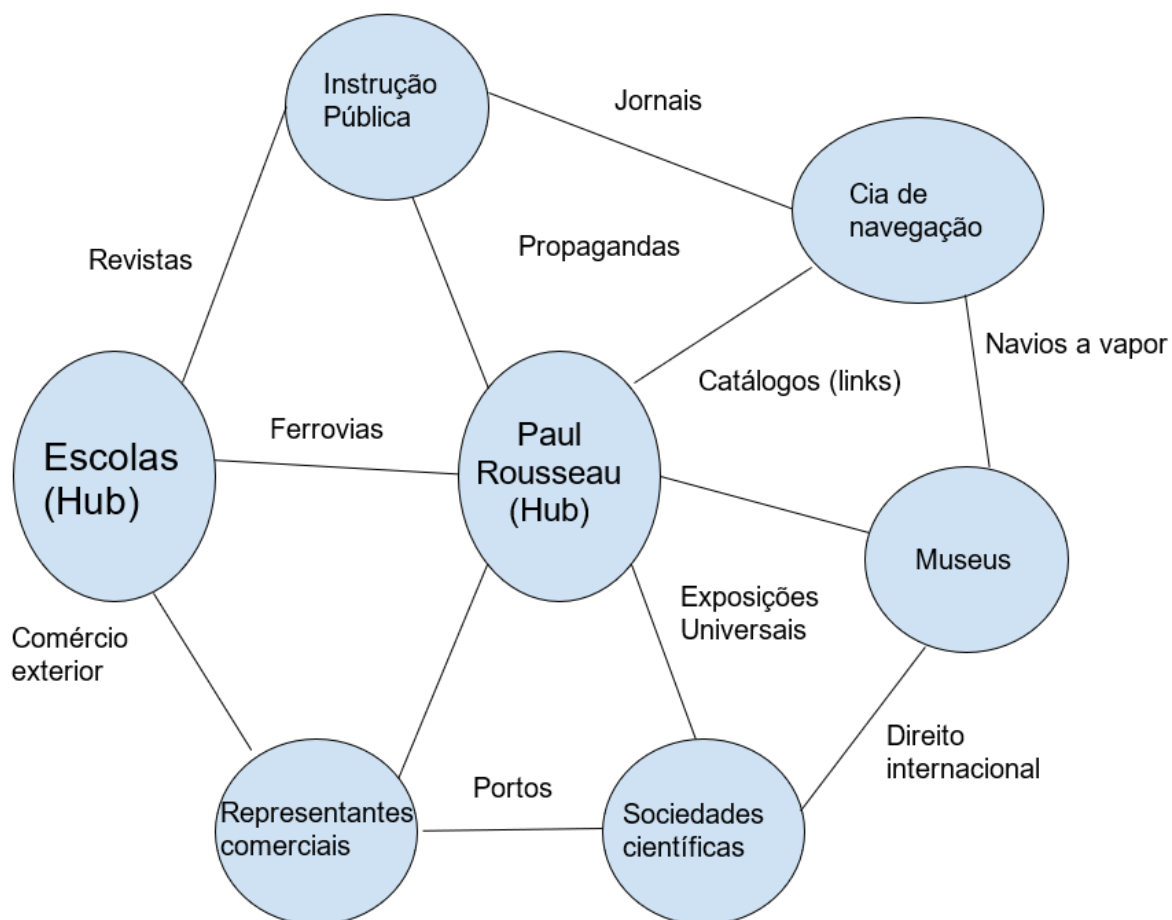 Instrução
Pública
Jornais
Cia de
navegação
Propagandas
Revistas
Navios a vapor
Catálogos (links)
Ferrovias
Paul
Rousseau
(Hub)
Escolas
(Hub)
Museus
Exposições
Universais
Comércio
exterior
Direito
internacional
Portos
Representantes
comerciais
Sociedades
científicas